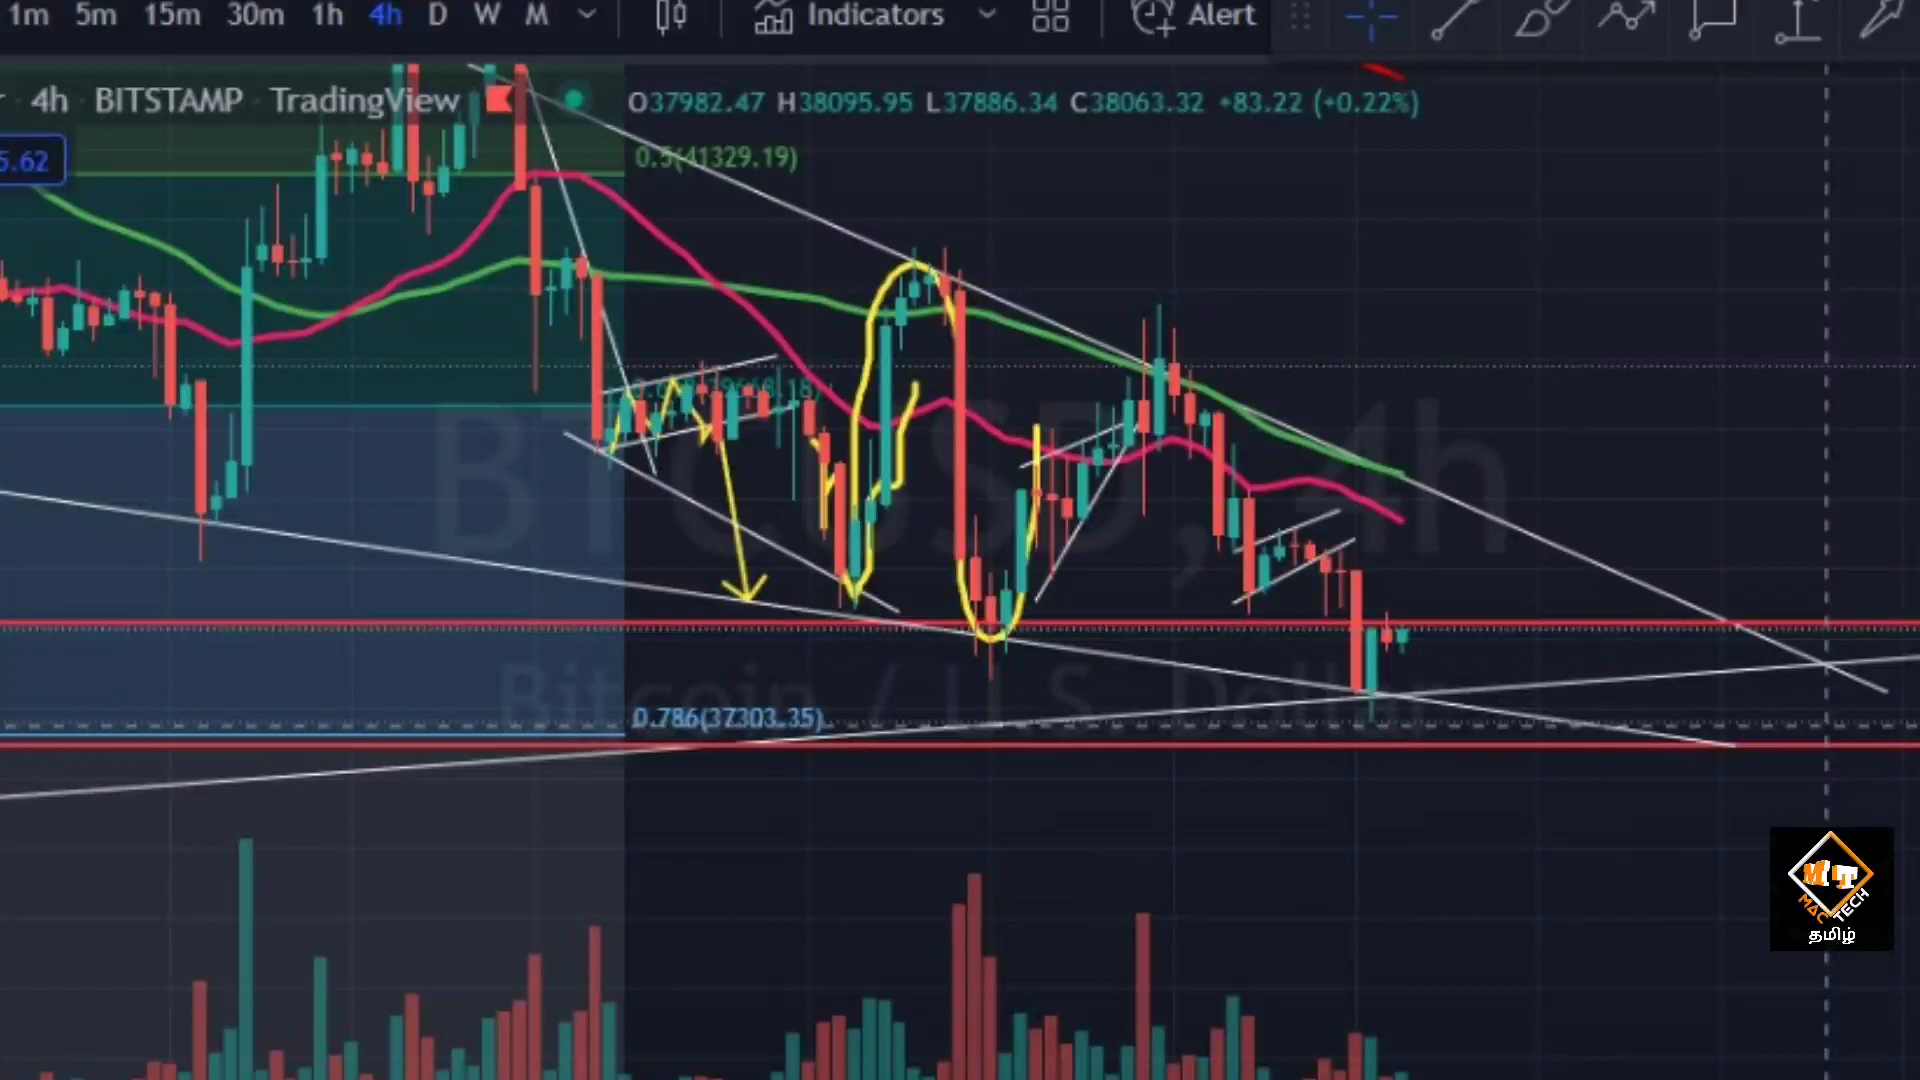 1m 5m 15m 30m 1h 4h D W M Indicators Alert
4h BITSTAMP TradingView O37982.47 H38095.95 L37886.34 C38063.32 +83.22 (+0.22%)
5.62
0.5(41329.19)
BTCUSD, 4h
Bitcoin / U.S. Dollar
0.786(37303.35)
MT
MAC TECH
தமிழ்